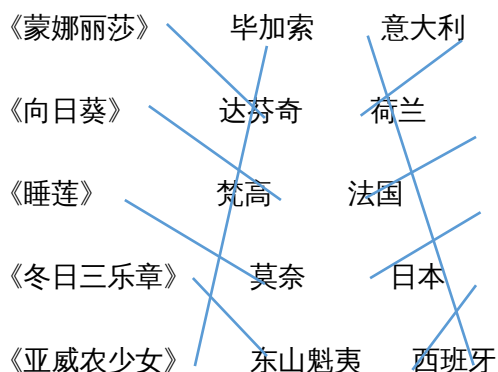 《蒙娜丽莎》 毕加索 意大利
《向日葵》 达芬奇 荷兰
《睡莲》 梵高 法国
《冬日三乐章》 莫奈 日本
《亚威农少女》 东山魁夷 西班牙